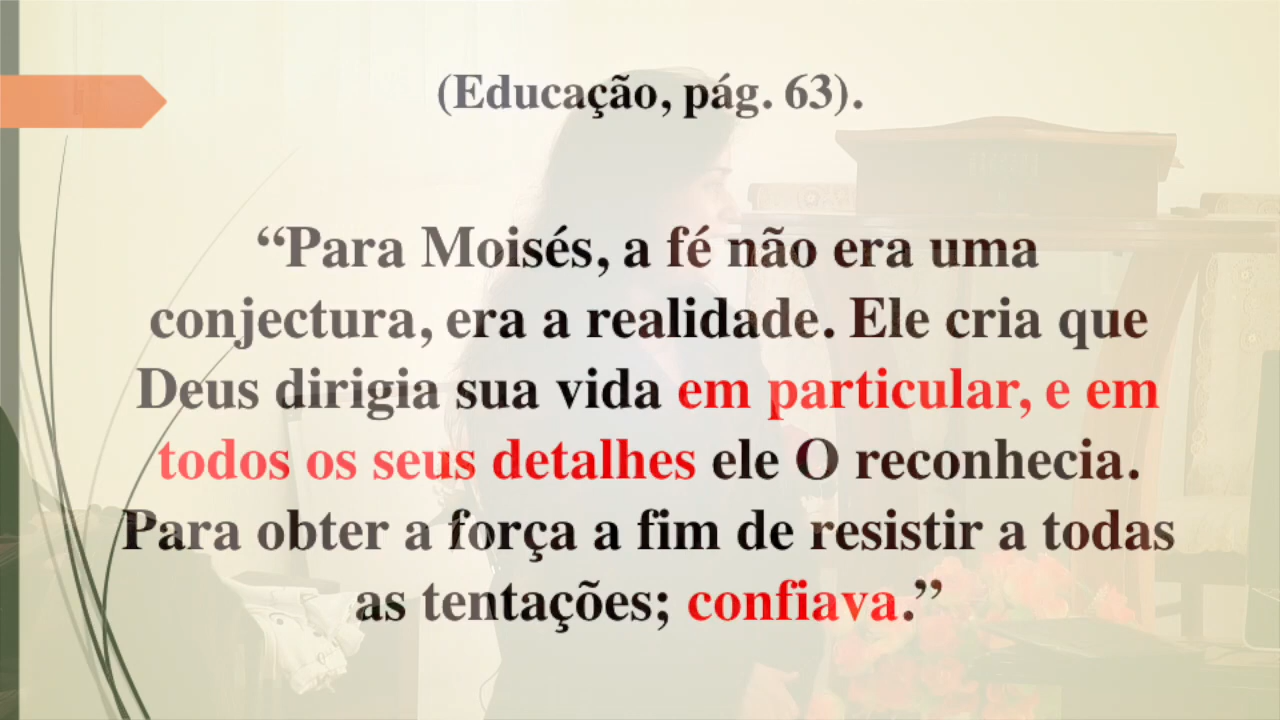 (Educação, pág. 63).
“Para Moisés, a fé não era uma
conjectura, era a realidade. Ele cria que
Deus dirigia sua vida em particular, e em
todos os seus detalhes ele O reconhecia.
Para obter a força a fim de resistir a todas
as tentações; confiava.”